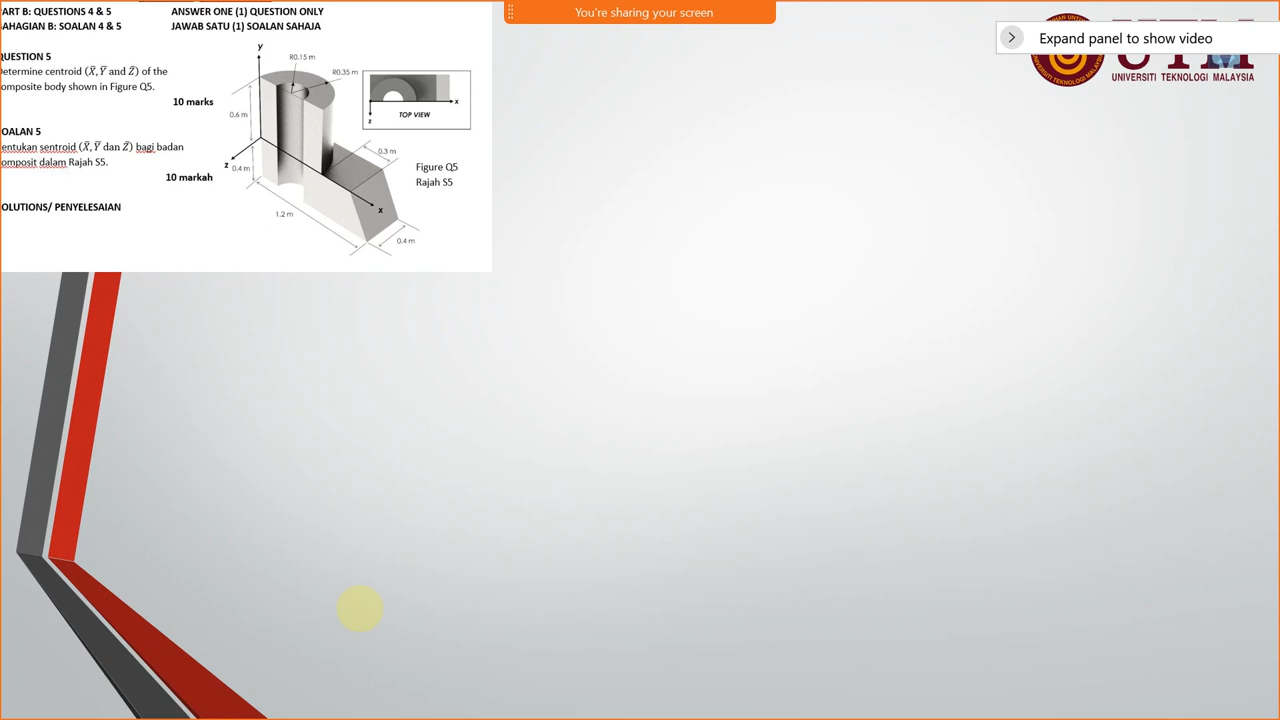 ART B: QUESTIONS 4 & 5 ANSWER ONE (1) QUESTION ONLY
AHAGIAN B: SOALAN 4 & 5 JAWAB SATU (1) SOALAN SAHAJA
UESTION 5
etermine centroid (X̄, Ȳ and Z̄) of the
omposite body shown in Figure Q5.
10 marks
OALAN 5
entukan sentroid (X̄, Ȳ dan Z̄) bagi badan
omposit dalam Rajah S5.
10 markah
OLUTIONS/ PENYELESAIAN
y
R0.15 m
R0.35 m
0.6 m
x
z
TOP VIEW
0.3 m
z
0.4 m
Figure Q5
Rajah S5
x
1.2 m
0.4 m
You're sharing your screen
Expand panel to show video
UTM
UNIVERSITI TEKNOLOGI MALAYSIA